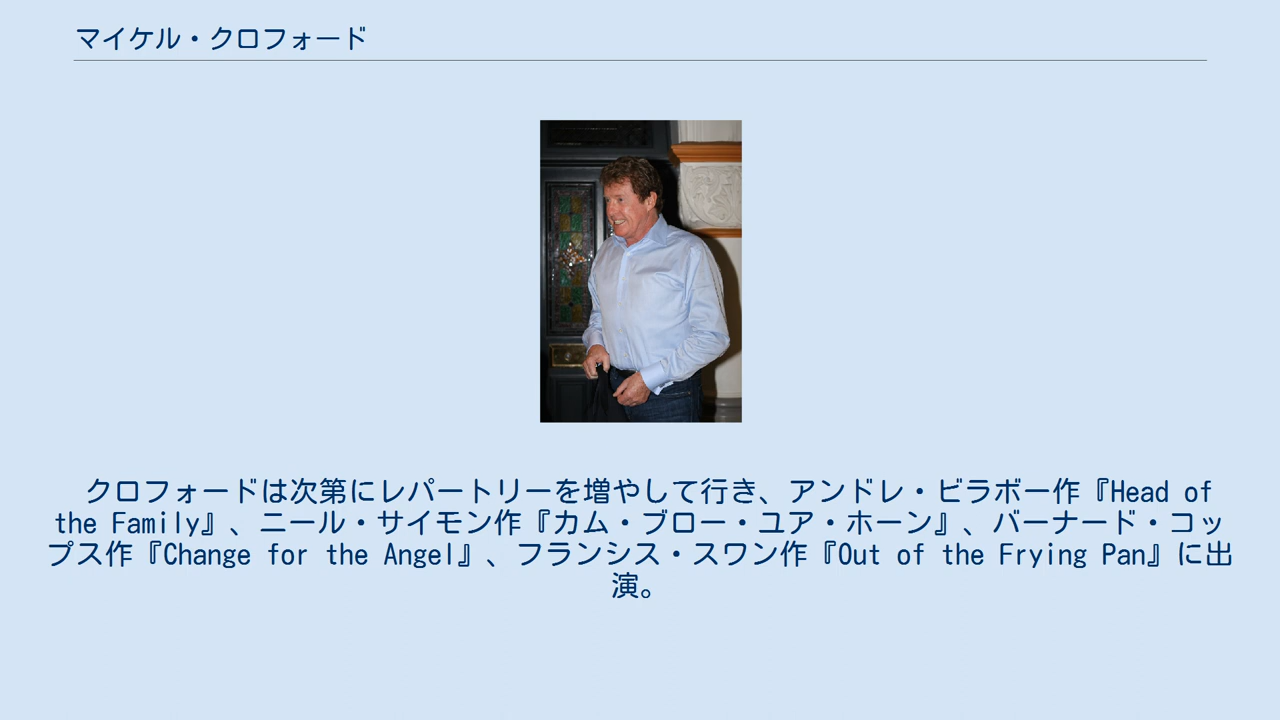 マイケル・クロフォード
クロフォードは次第にレパートリーを増やして行き、アンドレ・ビラボー作『Head of
the Family』、ニール・サイモン作『カム・ブロー・ユア・ホーン』、バーナード・コッ
プス作『Change for the Angel』、フランシス・スワン作『Out of the Frying Pan』に出
演。